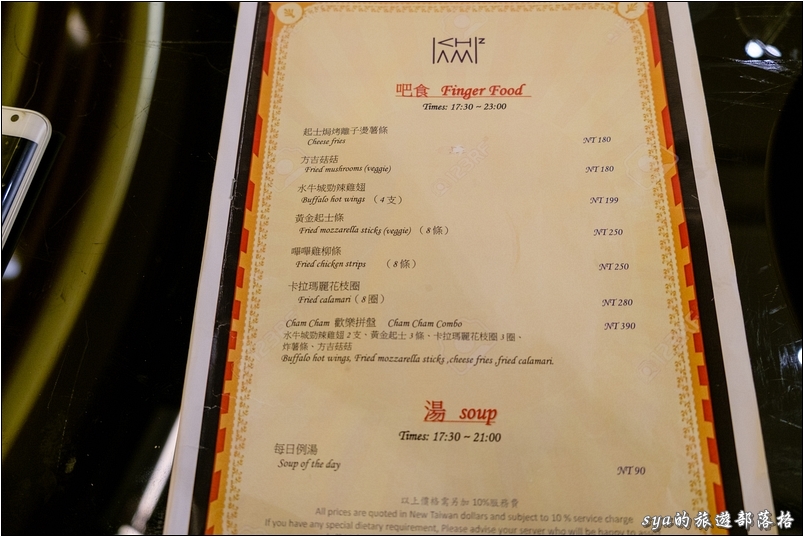 CH Z
AM
吧食 Finger Food
Times: 17:30 ~ 23:00
起士焗烤離子燙薯條
Cheese fries NT 180
方吉菇菇
Fried mushrooms (veggie) NT 180
水牛城勁辣雞翅
Buffalo hot wings （4 支） NT 199
黃金起士條
Fried mozzarella sticks (veggie) （8 條） NT 250
嗶嗶雞柳條
Fried chicken strips （8 條） NT 250
卡拉瑪麗花枝圈
Fried calamari（8 圈） NT 280
Cham Cham 歡樂拼盤 Cham Cham Combo NT 390
水牛城勁辣雞翅 2 支、黃金起士 3 條、卡拉瑪麗花枝圈 3 圈、
炸薯條、方吉菇菇
Buffalo hot wings, Fried mozzarella sticks ,cheese fries ,fried calamari.
湯 soup
Times: 17:30 ~ 21:00
每日例湯
Soup of the day NT 90
以上價格需另加 10%服務費
All prices are quoted in New Taiwan dollars and subject to 10 % service charge
If you have any special dietary requirement, Please advise your server who will be happy to
sya的旅遊部落格